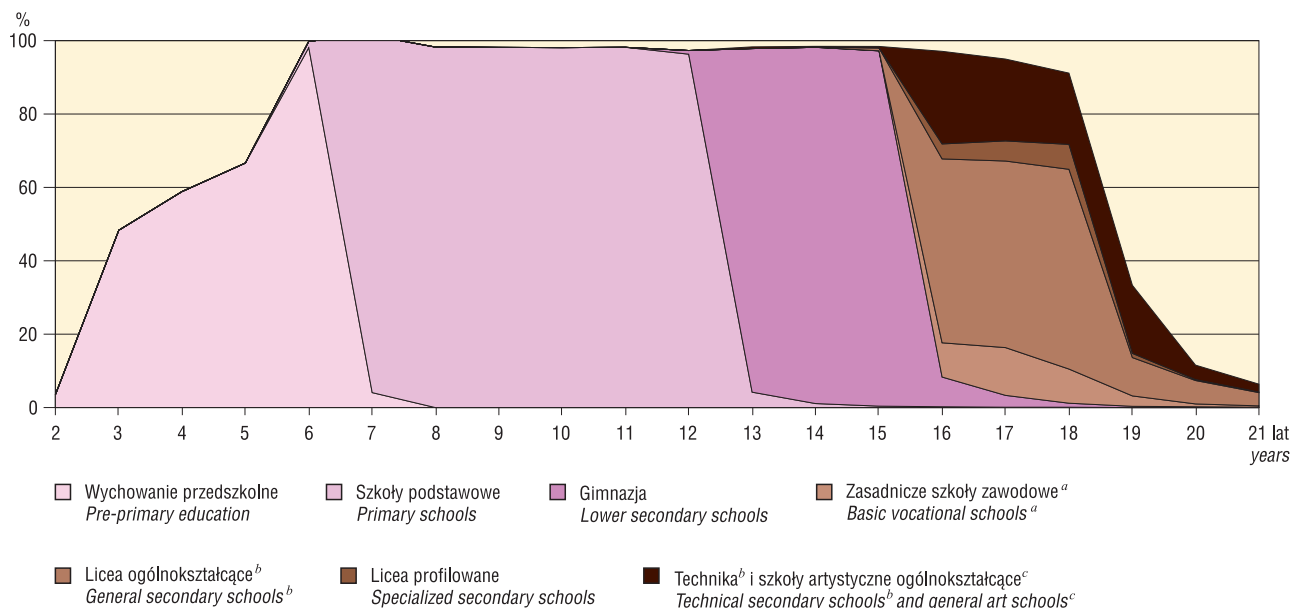 %
100
80
60
40
20
0
2 3 4 5 6 7 8 9 10 11 12 13 14 15 16 17 18 19 20 21 lat
years
Wychowanie przedszkolne
Pre-primary education
Szkoły podstawowe
Primary schools
Gimnazja
Lower secondary schools
Zasadnicze szkoły zawodowe a
Basic vocational schools a
Licea ogólnokształcące b
General secondary schools b
Licea profilowane
Specialized secondary schools
Technika b i szkoły artystyczne ogólnokształcące c
Technical secondary schools b and general art schools c